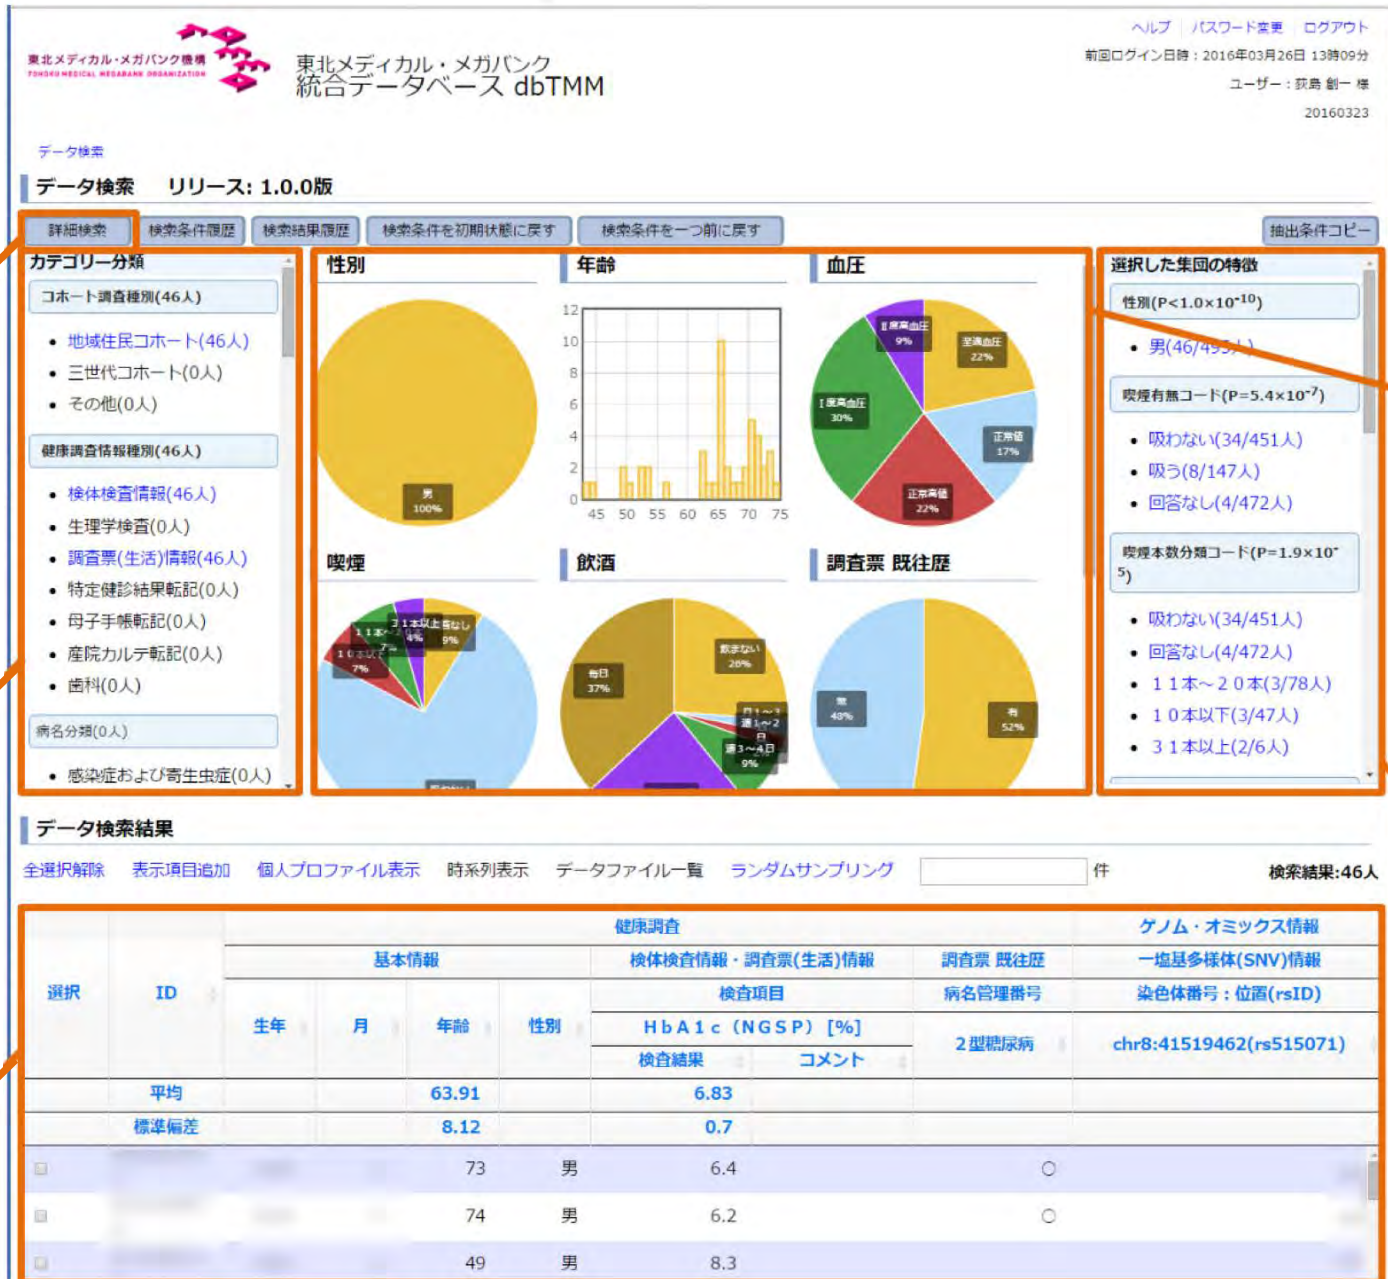 東北メディカル・メガバンク機構
TOHOKU MEDICAL MEGABANK ORGANIZATION
東北メディカル・メガバンク
統合データベース dbTMM
ヘルプ パスワード変更 ログアウト
前回ログイン日時：2016年03月26日 13時09分
ユーザー：荻島 創一 様
20160323
データ検索
データ検索 リリース: 1.0.0版
詳細検索 検索条件履歴 検索結果履歴 検索条件を初期状態に戻す 検索条件を一つ前に戻す 抽出条件コピー
カテゴリー分類
コホート調査種別(46人)
• 地域住民コホート(46人)
• 三世代コホート(0人)
• その他(0人)
健康調査情報種別(46人)
• 検体検査情報(46人)
• 生理学検査(0人)
• 調査票(生活)情報(46人)
• 特定健診結果転記(0人)
• 母子手帳転記(0人)
• 産院カルテ転記(0人)
• 歯科(0人)
病名分類(0人)
• 感染症および寄生虫症(0人)
性別
男
100%
年齢
12
10
8
6
4
2
0
45 50 55 60 65 70 75
血圧
Ⅱ度高血圧
9%
至適血圧
22%
Ⅰ度高血圧
30%
正常値
17%
正常高値
22%
喫煙
31本以上
4%
答なし
9%
11本～2
7%
10本以下
7%
飲酒
飲まない
26%
毎日
37%
月1～3
週1～2
日
週3～4日
9%
調査票 既往歴
無
48%
有
52%
選択した集団の特徴
性別(P<1.0×10⁻¹⁰)
• 男(46/495人)
喫煙有無コード(P=5.4×10⁻⁷)
• 吸わない(34/451人)
• 吸う(8/147人)
• 回答なし(4/472人)
喫煙本数分類コード(P=1.9×10⁻
⁵)
• 吸わない(34/451人)
• 回答なし(4/472人)
• １１本～２０本(3/78人)
• １０本以下(3/47人)
• ３１本以上(2/6人)
データ検索結果
全選択解除 表示項目追加 個人プロファイル表示 時系列表示 データファイル一覧 ランダムサンプリング 件 検索結果:46人
健康調査 ゲノム・オミックス情報
基本情報 検体検査情報・調査票(生活)情報 調査票 既往歴 一塩基多様体(SNV)情報
選択 ID 検査項目 病名管理番号 染色体番号：位置(rsID)
生年 月 年齢 性別 ＨｂＡ１ｃ（ＮＧＳＰ）[%] ２型糖尿病 chr8:41519462(rs515071)
検査結果 コメント
平均 63.91 6.83
標準偏差 8.12 0.7
73 男 6.4 ○
74 男 6.2 ○
49 男 8.3